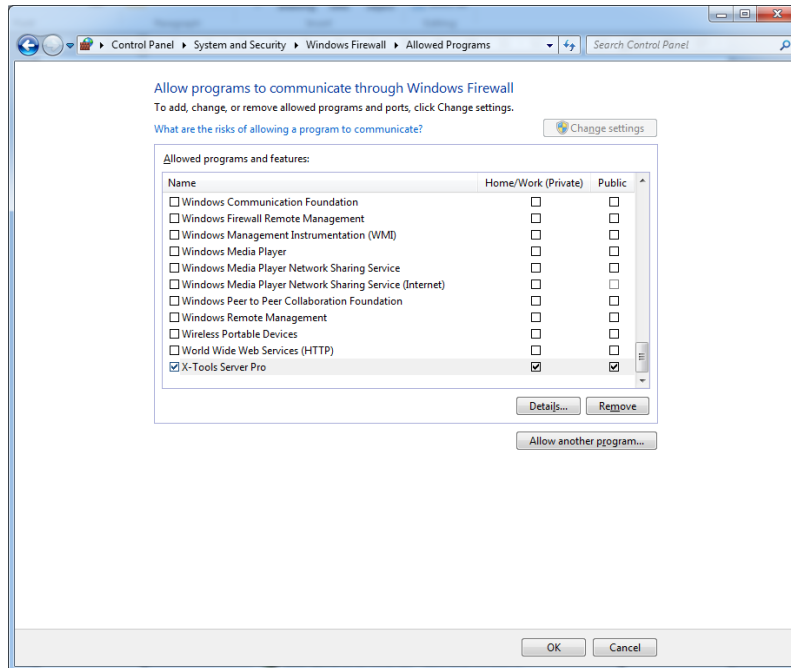 Control Panel ▸ System and Security ▸ Windows Firewall ▸ Allowed Programs
Search Control Panel
Allow programs to communicate through Windows Firewall
To add, change, or remove allowed programs and ports, click Change settings.
What are the risks of allowing a program to communicate?
Change settings
Allowed programs and features:
Name Home/Work (Private) Public
Windows Communication Foundation
Windows Firewall Remote Management
Windows Management Instrumentation (WMI)
Windows Media Player
Windows Media Player Network Sharing Service
Windows Media Player Network Sharing Service (Internet)
Windows Peer to Peer Collaboration Foundation
Windows Remote Management
Wireless Portable Devices
World Wide Web Services (HTTP)
X-Tools Server Pro
Details... Remove
Allow another program...
OK Cancel